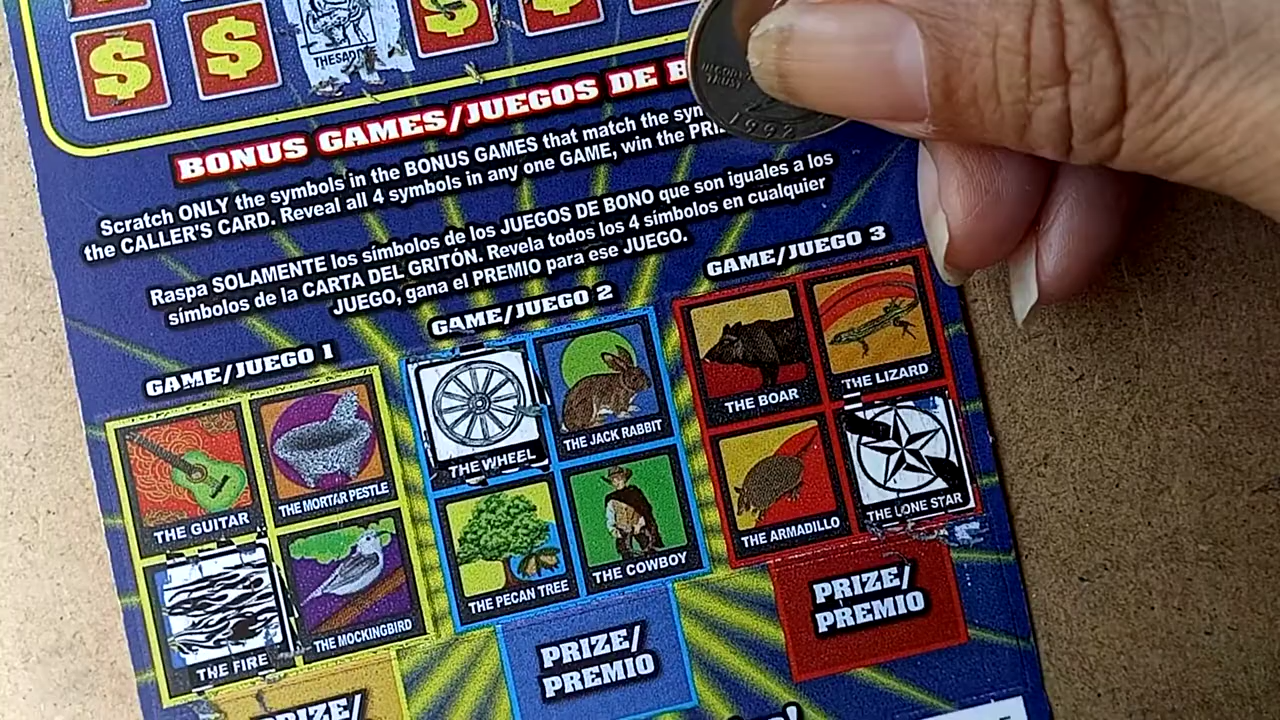 $ $ $ $
THE SADDLE
BONUS GAMES/JUEGOS DE B
Scratch ONLY the symbols in the BONUS GAMES that match the
the CALLER'S CARD. Reveal all 4 symbols in any one GAME, win the
Raspa SOLAMENTE los símbolos de los JUEGOS DE BONO que son iguales a los
símbolos de la CARTA DEL GRITÓN. Revela todos los 4 símbolos en cualquier
JUEGO, gana el PREMIO para ese JUEGO.
GAME/JUEGO 1
THE GUITAR
THE MORTAR PESTLE
THE FIRE
THE MOCKINGBIRD
PRIZE/
GAME/JUEGO 2
THE WHEEL
THE JACK RABBIT
THE PECAN TREE
THE COWBOY
PRIZE/
PREMIO
GAME/JUEGO 3
THE BOAR
THE LIZARD
THE ARMADILLO
THE LONE STAR
PRIZE/
PREMIO
1992